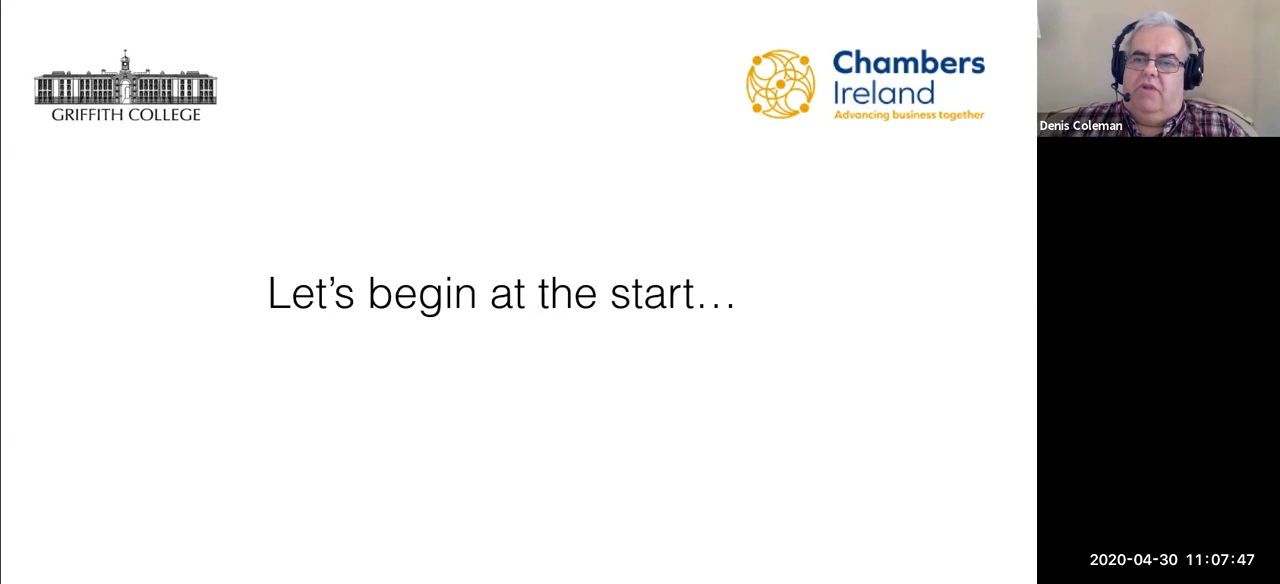 GRIFFITH COLLEGE
Chambers
Ireland
Advancing business together
Denis Coleman
Let's begin at the start…
2020-04-30 11:07:47